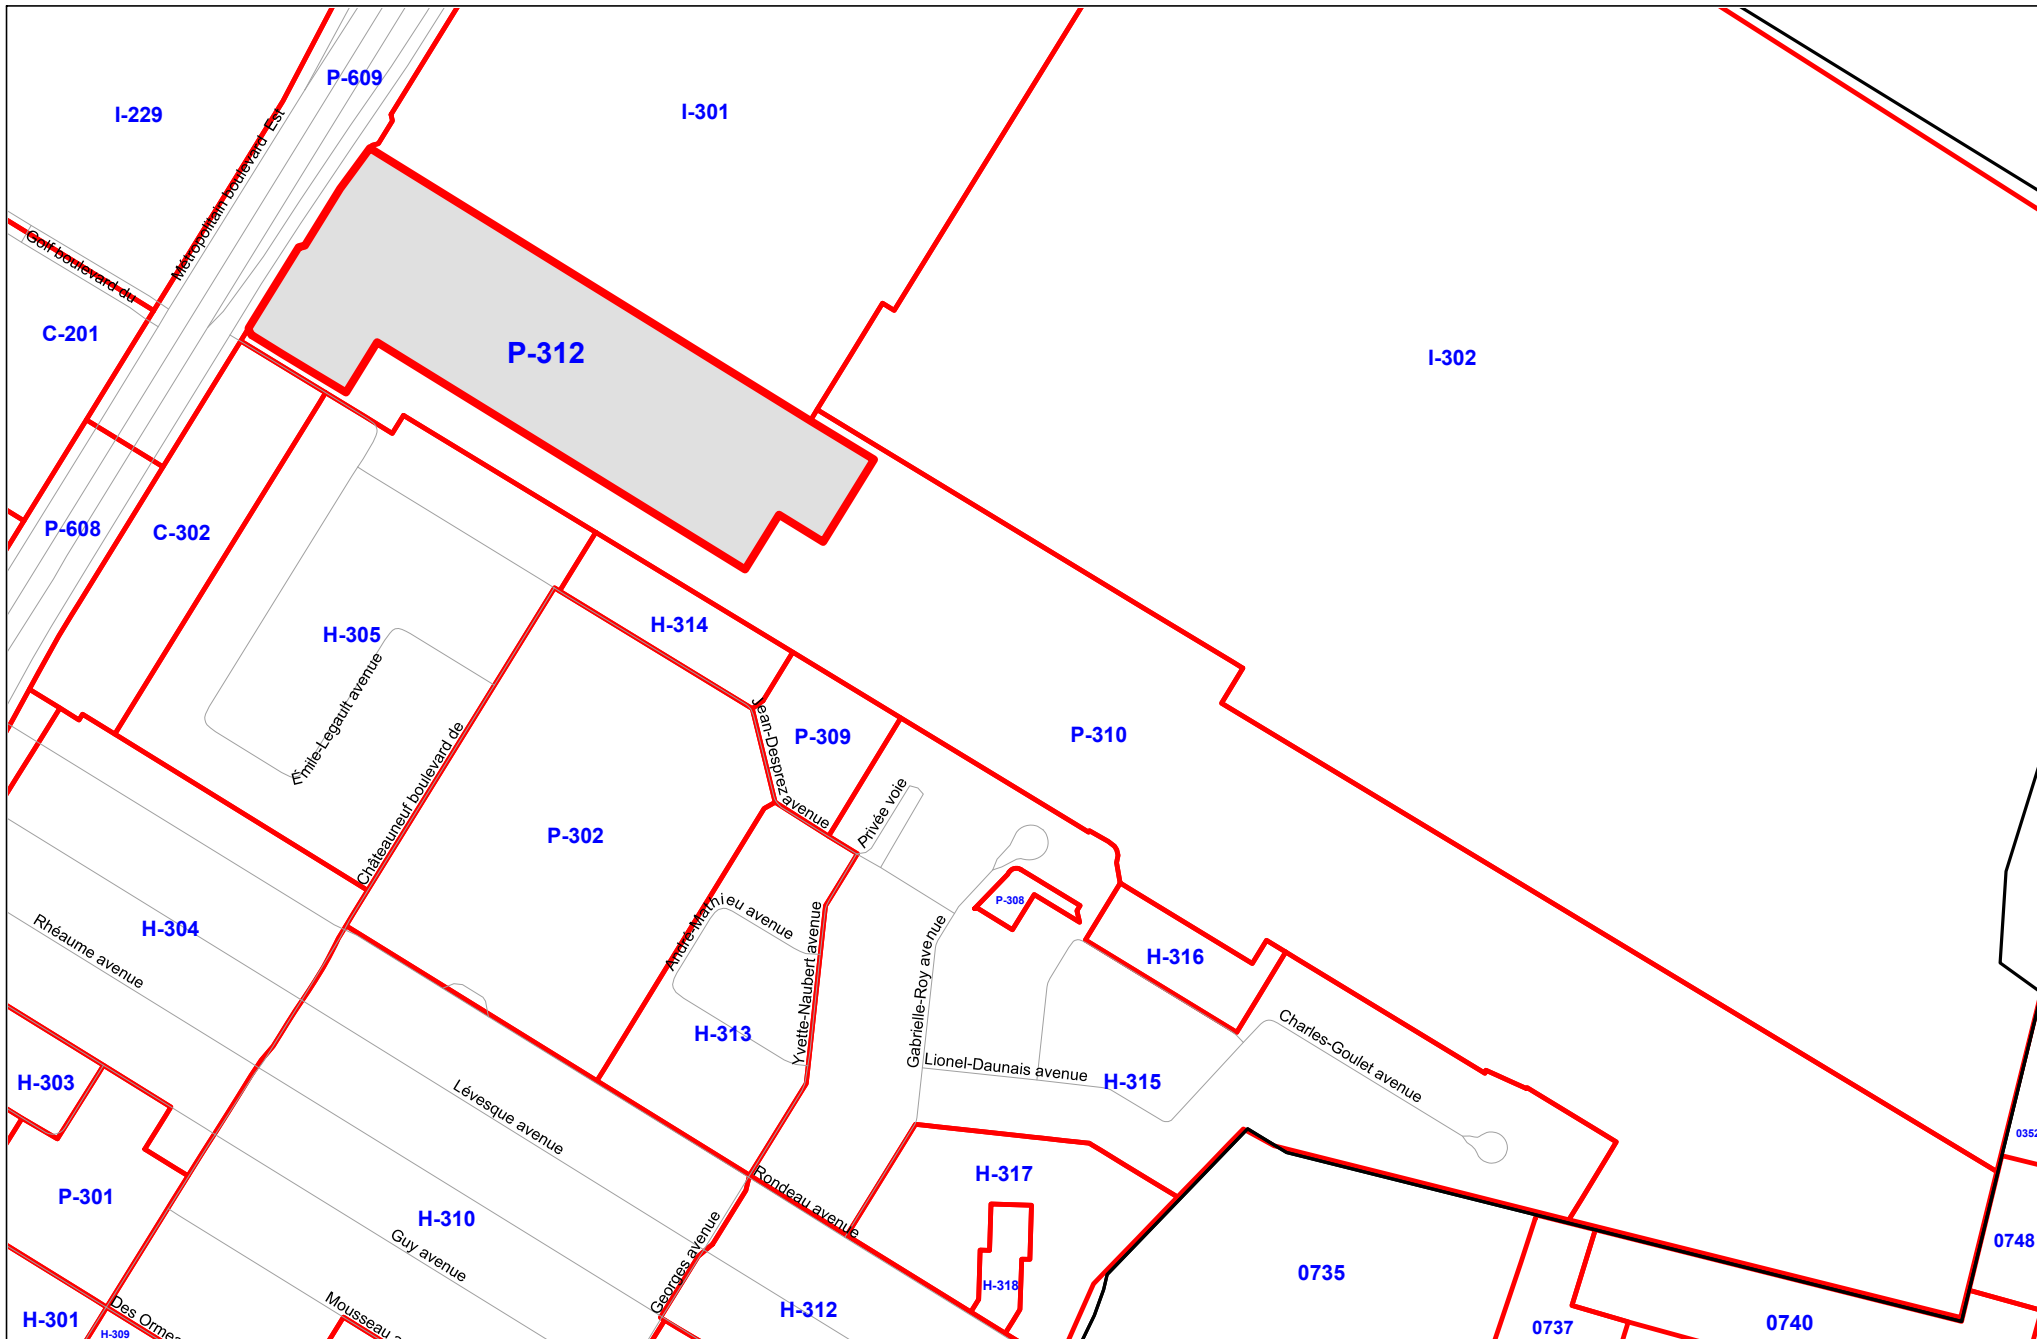 P-609
I-229
I-301
Métropolitain boulevard Est
Golf boulevard du
C-201
P-312
I-302
P-608
C-302
H-305
H-314
Émile-Legault avenue
Châteauneuf boulevard de
Jean-Desprez avenue
P-309
P-310
Privée voie
P-302
P-308
André-Mathieu avenue
Yvette-Naubert avenue
Gabrielle-Roy avenue
H-304
Rhéaume avenue
H-316
H-313
Charles-Goulet avenue
Lionel-Daunais avenue
H-315
H-303
Lévesque avenue
0352
H-317
Rondeau avenue
P-301
H-310
Guy avenue
Georges avenue
0748
0735
H-318
Des Ormea
Mousseau a
H-312
H-301
H-309
0737
0740